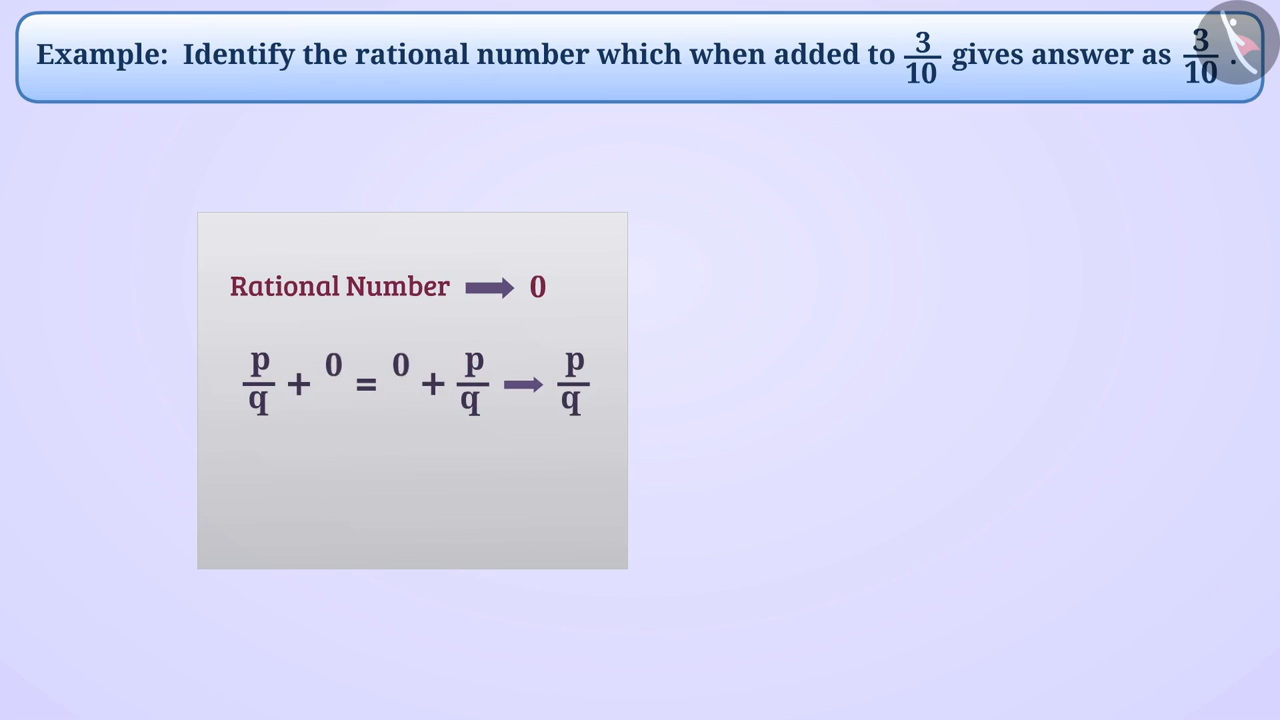 Example: Identify the rational number which when added to 3/10 gives answer as 3/10 .
Rational Number ➡ 0
p/q + 0 = 0 + p/q ➡ p/q